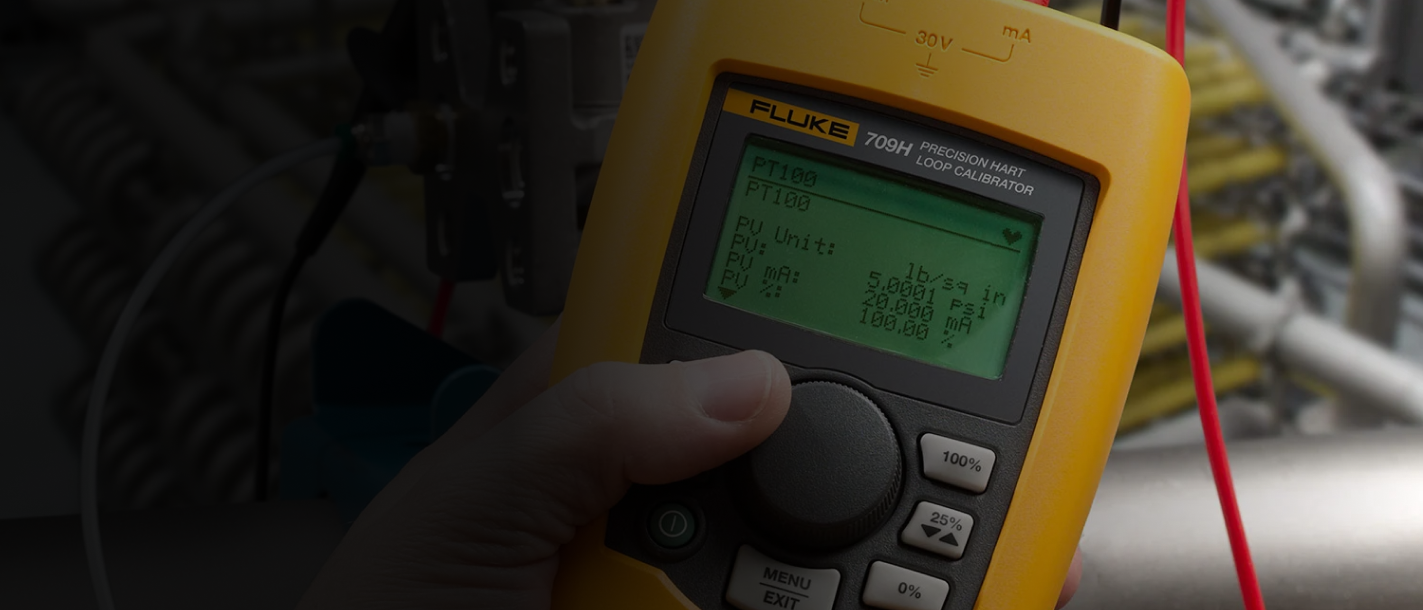 30V
mA
FLUKE
709H PRECISION HART
LOOP CALIBRATOR
PT100
PT100
PV Unit: lb/sq in
PV: 5.0001 psi
PV mA: 20.000 mA
PV %: 100.00 %
100%
25%
MENU
EXIT
0%